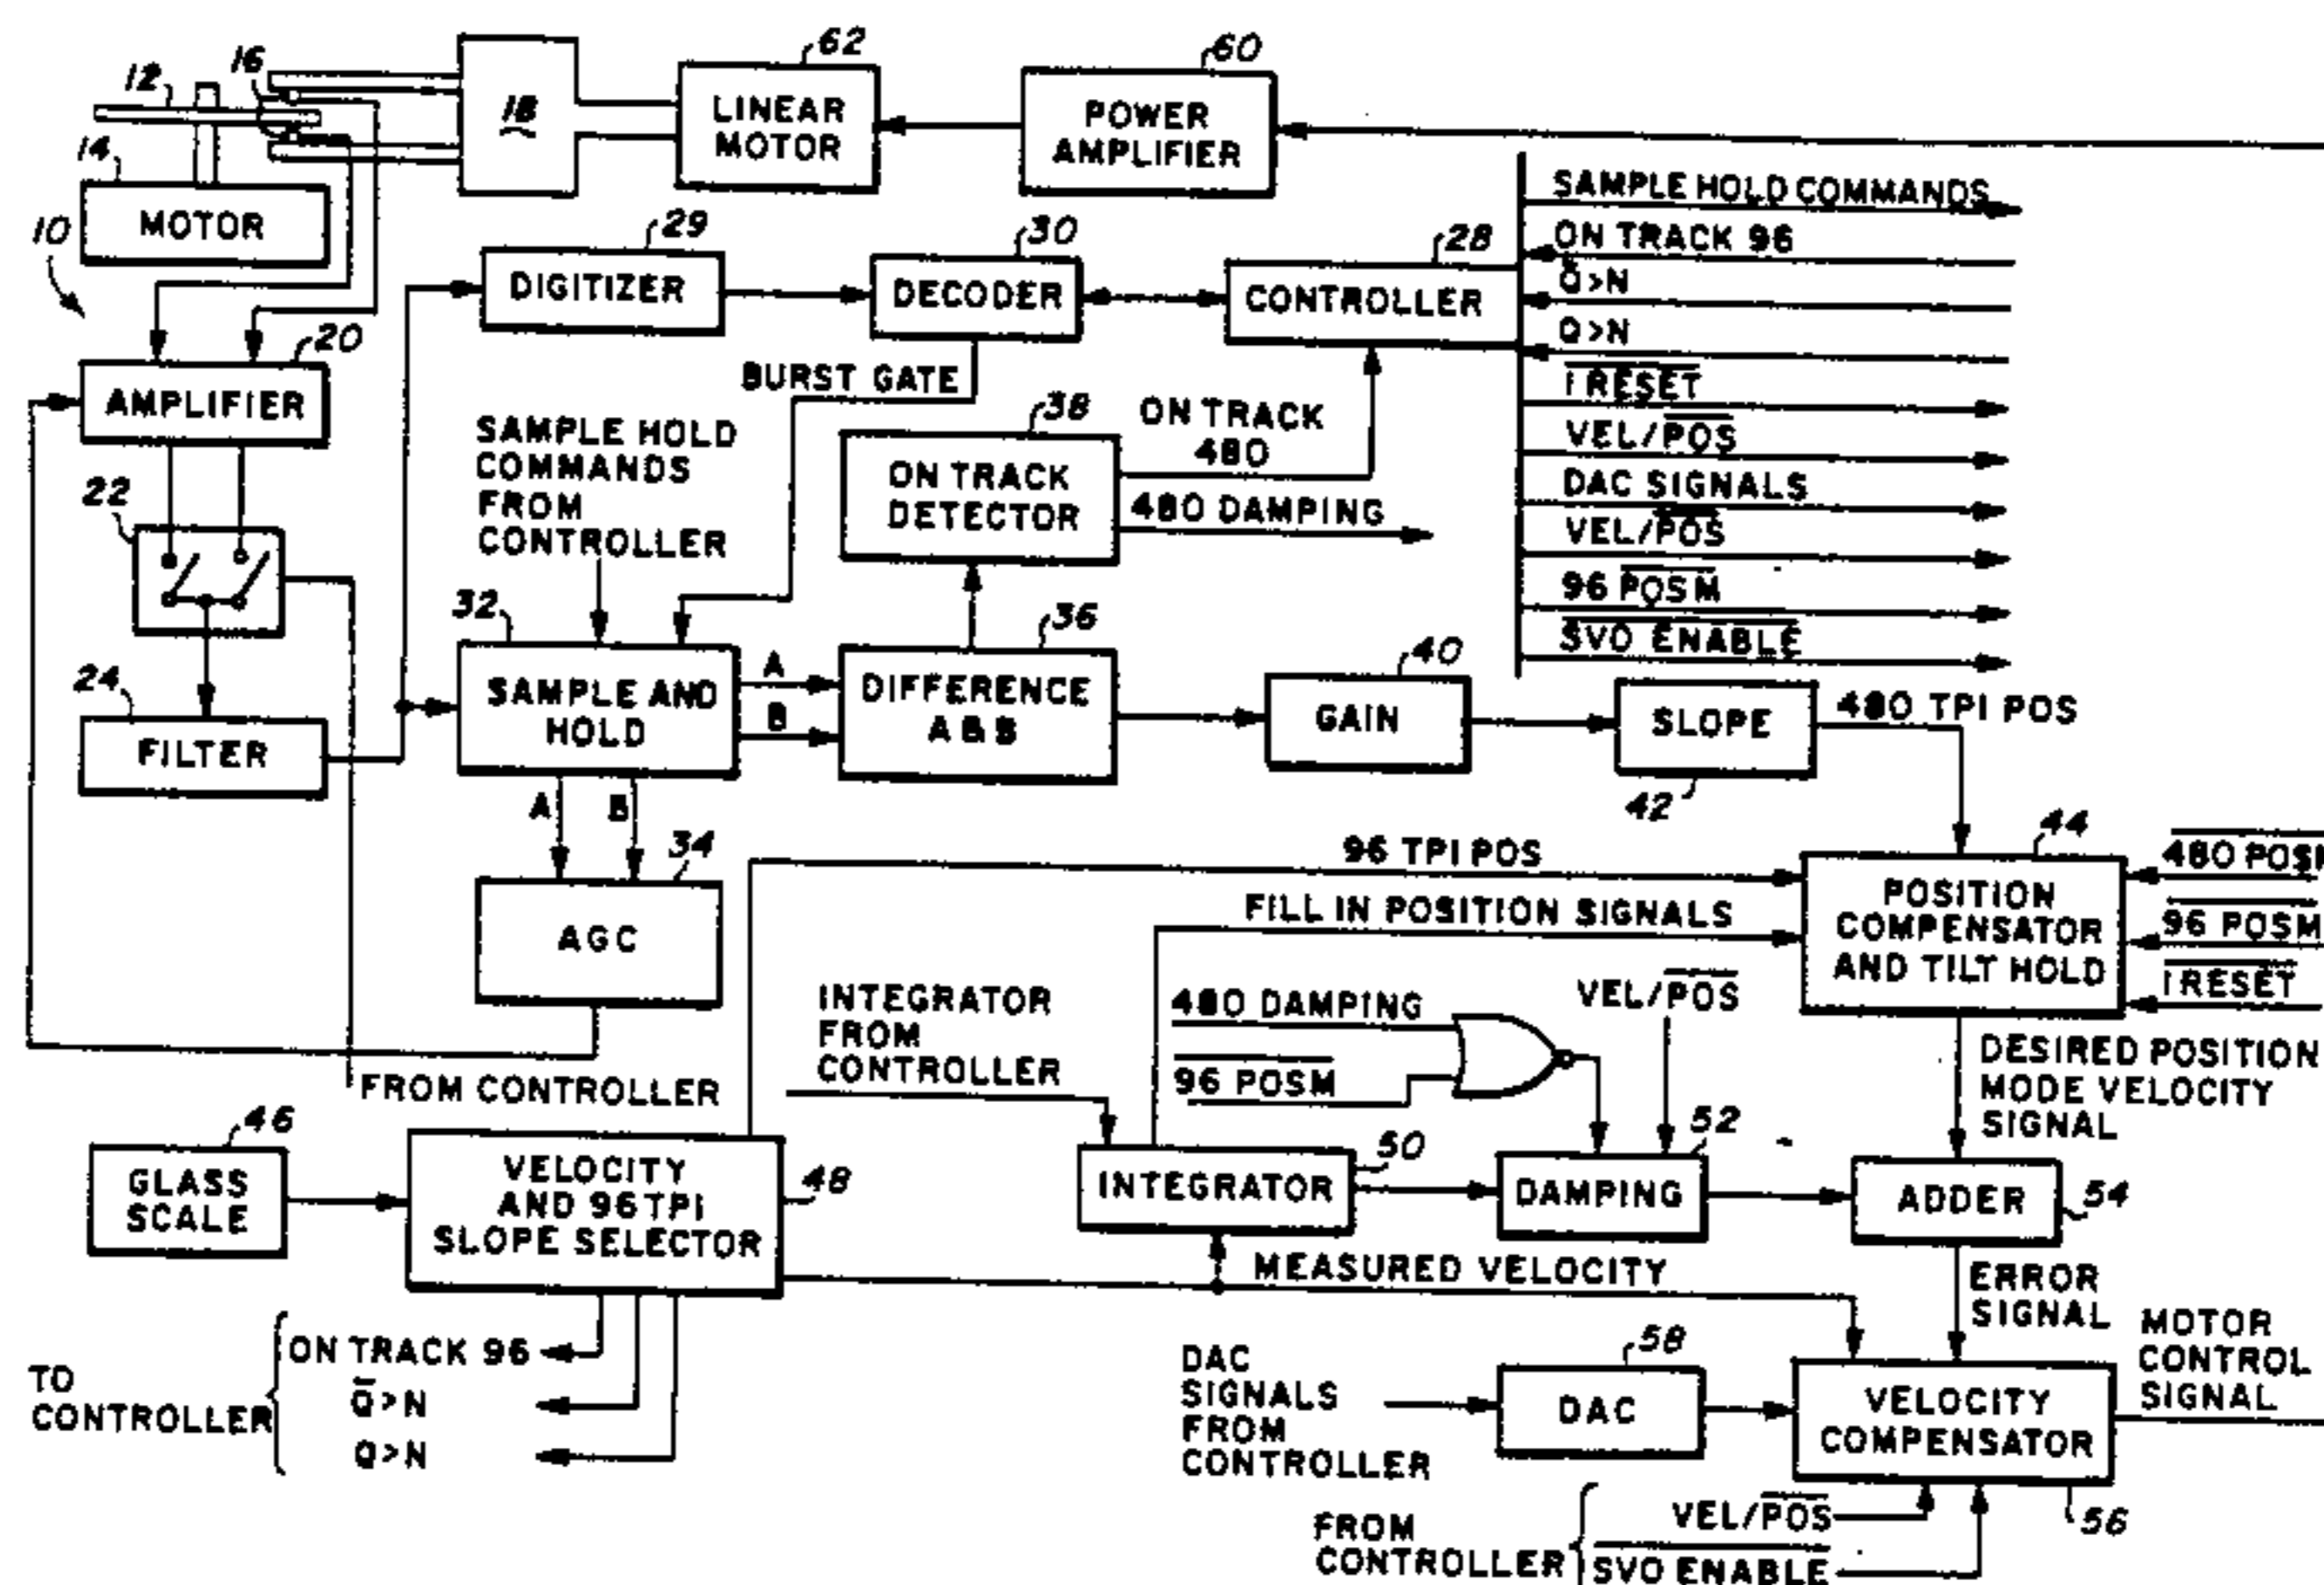 62
60
12
16
18
LINEAR
MOTOR
POWER
AMPLIFIER
14
MOTOR
10
SAMPLE HOLD COMMANDS
ON TRACK 96
Q̅>N
Q>N
I RESET
VEL/POS
DAC SIGNALS
VEL/POS
96 POSM
SVO ENABLE
29
DIGITIZER
30
DECODER
28
CONTROLLER
20
AMPLIFIER
BURST GATE
SAMPLE HOLD
COMMANDS
FROM
CONTROLLER
38
ON TRACK
DETECTOR
ON TRACK
480
480 DAMPING
22
32
SAMPLE AND
HOLD
A
B
36
DIFFERENCE
A & B
40
GAIN
SLOPE
42
480 TPI POS
24
FILTER
A
B
34
AGC
96 TPI POS
FILL IN POSITION SIGNALS
44
POSITION
COMPENSATOR
AND TILT HOLD
480 POSM
96 POSM
I RESET
INTEGRATOR
FROM
CONTROLLER
480 DAMPING
96 POSM
VEL/POS
DESIRED POSITION
MODE VELOCITY
SIGNAL
FROM CONTROLLER
46
GLASS
SCALE
VELOCITY
AND 96 TPI
SLOPE SELECTOR
48
50
INTEGRATOR
52
DAMPING
ADDER
54
MEASURED VELOCITY
ERROR
SIGNAL
TO
CONTROLLER
ON TRACK 96
Q̅>N
Q>N
DAC
SIGNALS
FROM
CONTROLLER
58
DAC
VELOCITY
COMPENSATOR
56
MOTOR
CONTROL
SIGNAL
FROM
CONTROLLER
VEL/POS
SVO ENABLE